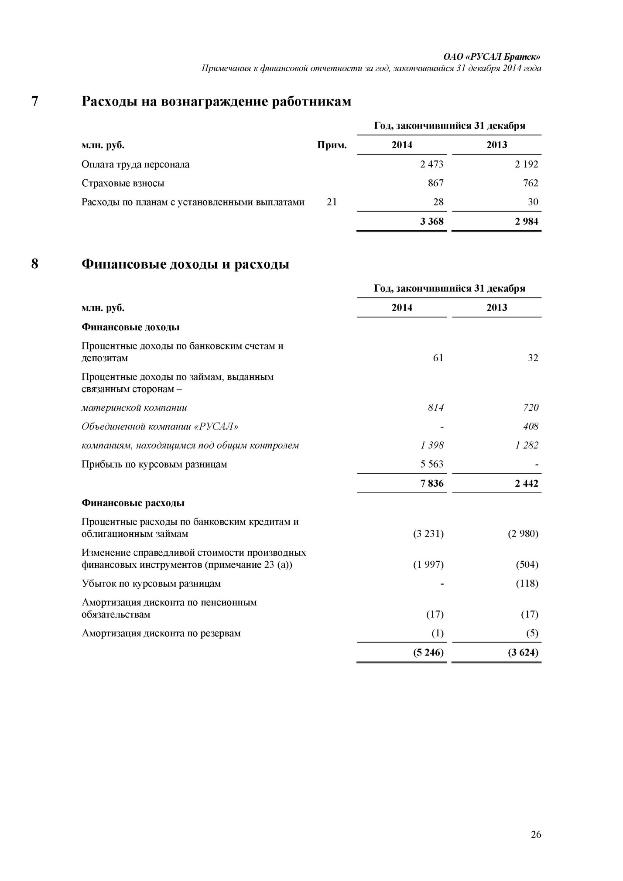 ОАО «РУСАЛ Братск»
Примечания к финансовой отчетности за год, закончившийся 31 декабря 2014 года
7 Расходы на вознаграждение работникам
Год, закончившийся 31 декабря
млн. руб. Прим. 2014 2013
Оплата труда персонала 2 473 2 192
Страховые взносы 867 762
Расходы по планам с установленными выплатами 21 28 30
3 368 2 984
8 Финансовые доходы и расходы
Год, закончившийся 31 декабря
млн. руб. 2014 2013
Финансовые доходы
Процентные доходы по банковским счетам и
депозитам 61 32
Процентные доходы по займам, выданным
связанным сторонам –
материнской компании 814 720
Объединенной компании «РУСАЛ» - 408
компаниям, находящимся под общим контролем 1 398 1 282
Прибыль по курсовым разницам 5 563 -
7 836 2 442
Финансовые расходы
Процентные расходы по банковским кредитам и
облигационным займам (3 231) (2 980)
Изменение справедливой стоимости производных
финансовых инструментов (примечание 23 (а)) (1 997) (504)
Убыток по курсовым разницам - (118)
Амортизация дисконта по пенсионным
обязательствам (17) (17)
Амортизация дисконта по резервам (1) (5)
(5 246) (3 624)
26